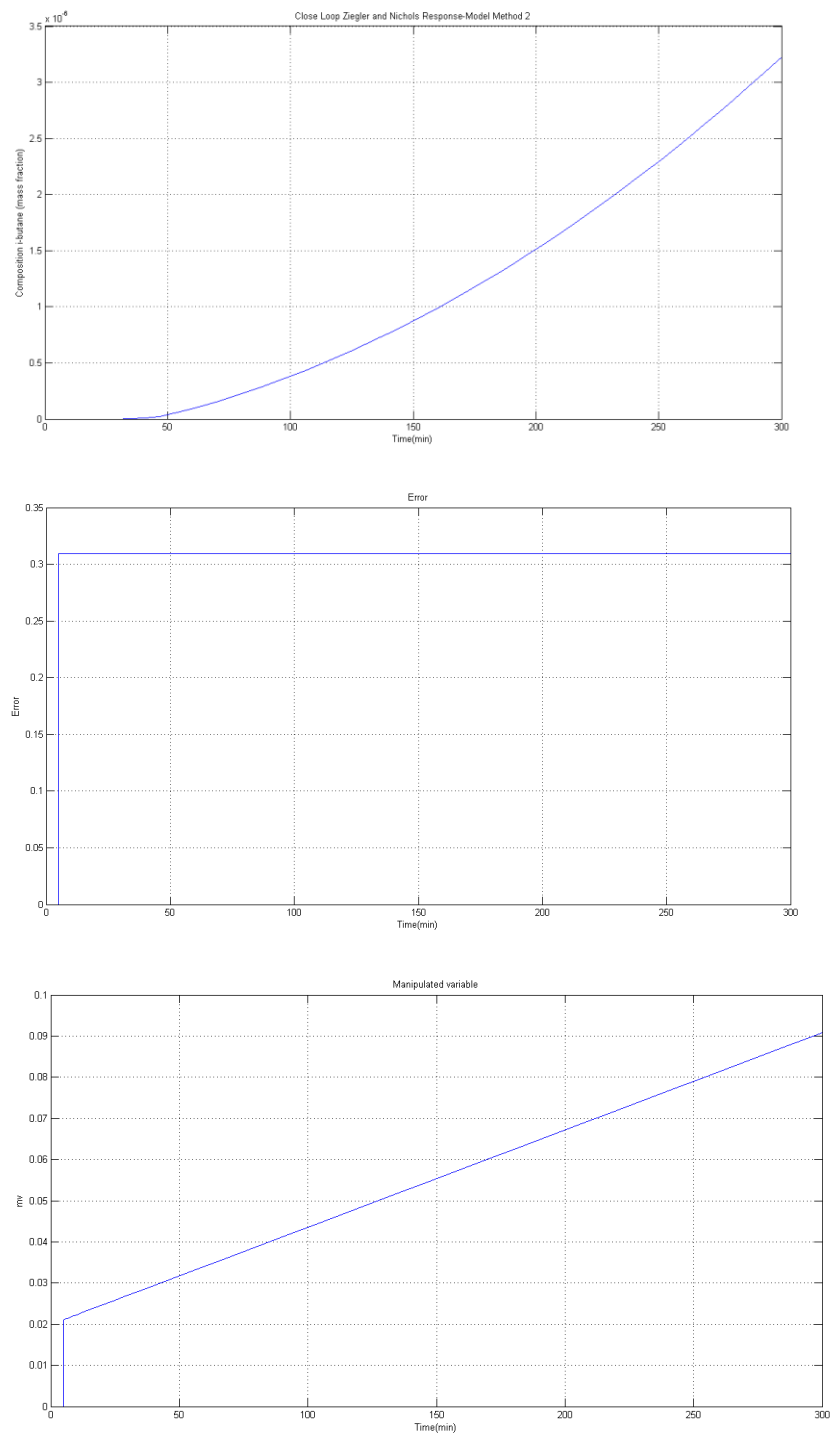 Close Loop Ziegler and Nichols Response-Model Method 2
x 10^-6
3.5
3
2.5
2
1.5
1
0.5
0
Composition i-butane (mass fraction)
0 50 100 150 200 250 300
Time(min)
Error
0.35
0.3
0.25
0.2
0.15
0.1
0.05
0
Error
0 50 100 150 200 250 300
Time(min)
Manipulated variable
0.1
0.09
0.08
0.07
0.06
0.05
0.04
0.03
0.02
0.01
0
mv
0 50 100 150 200 250 300
Time(min)